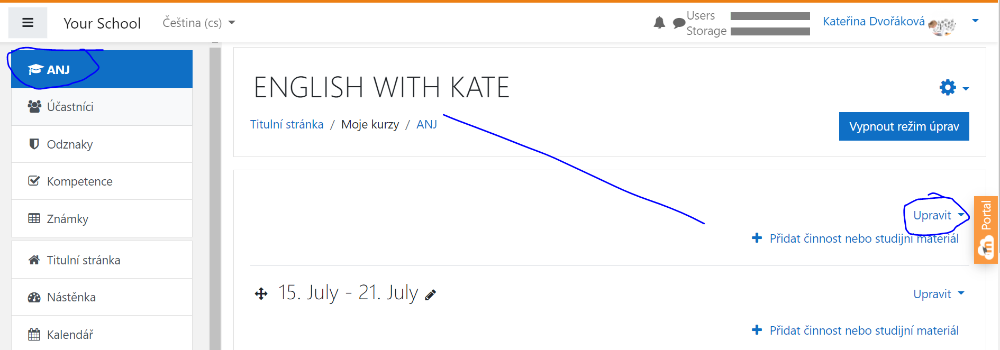 Your School
Čeština (cs)
Users
Storage
Kateřina Dvořáková
ANJ
Účastníci
Odznaky
Kompetence
Známky
Titulní stránka
Nástěnka
Kalendář
ENGLISH WITH KATE
Titulní stránka / Moje kurzy / ANJ
Vypnout režim úprav
Upravit
Přidat činnost nebo studijní materiál
Portal
15. July - 21. July
Upravit
Přidat činnost nebo studijní materiál